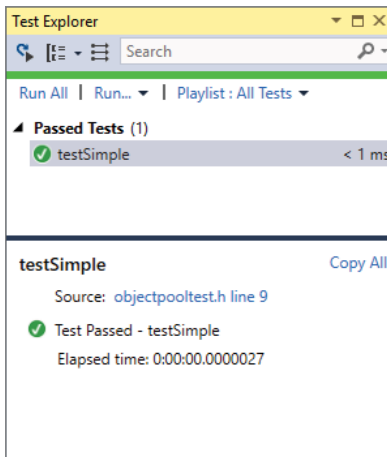 Test Explorer
Search
Run All | Run... | Playlist : All Tests
Passed Tests (1)
testSimple < 1 ms
testSimple Copy All
Source: objectpooltest.h line 9
Test Passed - testSimple
Elapsed time: 0:00:00.0000027